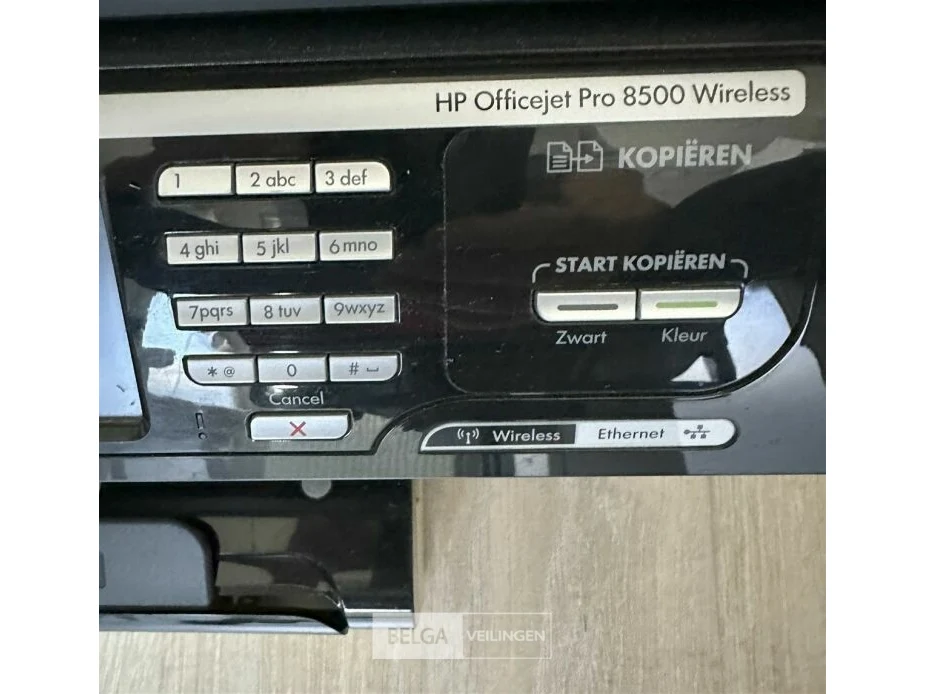 HP Officejet Pro 8500 Wireless
KOPIËREN
1 2 abc 3 def
4 ghi 5 jkl 6 mno
7pqrs 8 tuv 9wxyz
* @ 0 #
Cancel
START KOPIËREN
Zwart Kleur
Wireless Ethernet
BELGA VEILINGEN